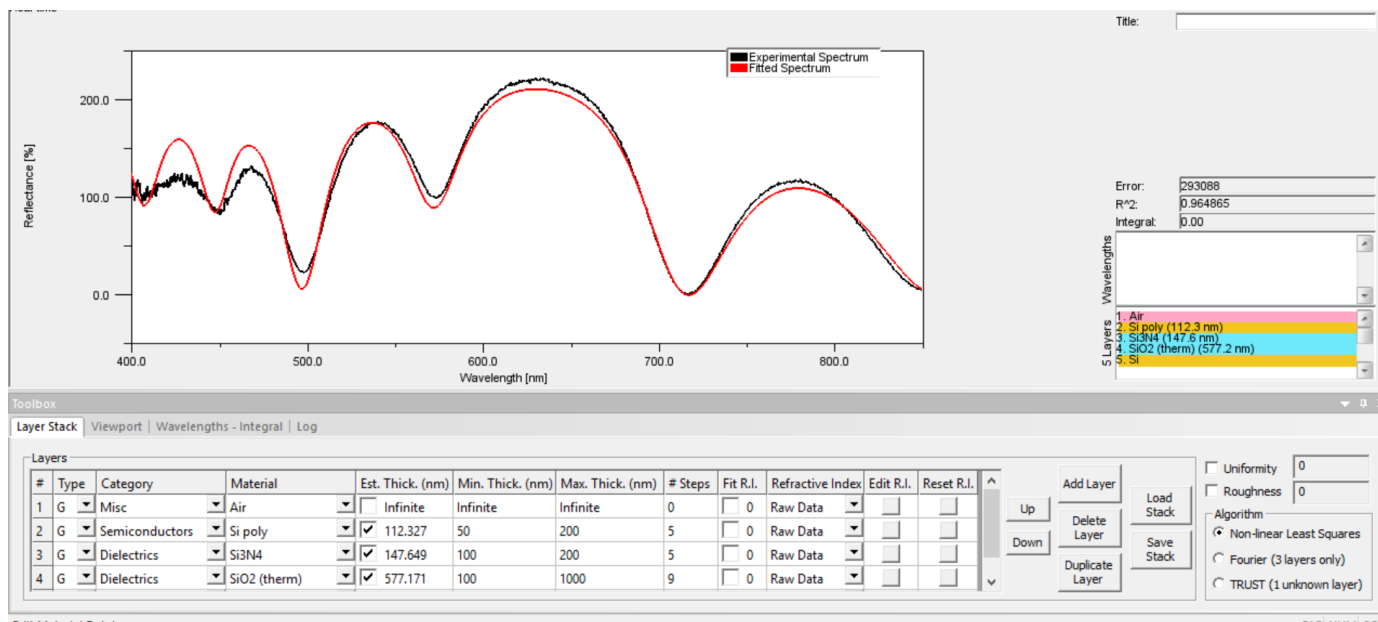 Title:
Experimental Spectrum
Fitted Spectrum
200.0
100.0
0.0
Reflectance [%]
400.0 500.0 600.0 700.0 800.0
Wavelength [nm]
Error: 293088
R^2: 0.964865
Integral: 0.00
Wavelengths
5 Layers
1. Air
2. Si poly (112.3 nm)
3. Si3N4 (147.6 nm)
4. SiO2 (therm) (577.2 nm)
5. Si
Toolbox
Layer Stack Viewport Wavelengths - Integral Log
Layers
# Type Category Material Est. Thick. (nm) Min. Thick. (nm) Max. Thick. (nm) # Steps Fit R.I. Refractive Index Edit R.I. Reset R.I.
1 G Misc Air Infinite Infinite Infinite 0 0 Raw Data
2 G Semiconductors Si poly 112.327 50 200 5 0 Raw Data
3 G Dielectrics Si3N4 147.649 100 200 5 0 Raw Data
4 G Dielectrics SiO2 (therm) 577.171 100 1000 9 0 Raw Data
Up
Down
Add Layer
Delete Layer
Duplicate Layer
Load Stack
Save Stack
Uniformity 0
Roughness 0
Algorithm
Non-linear Least Squares
Fourier (3 layers only)
TRUST (1 unknown layer)